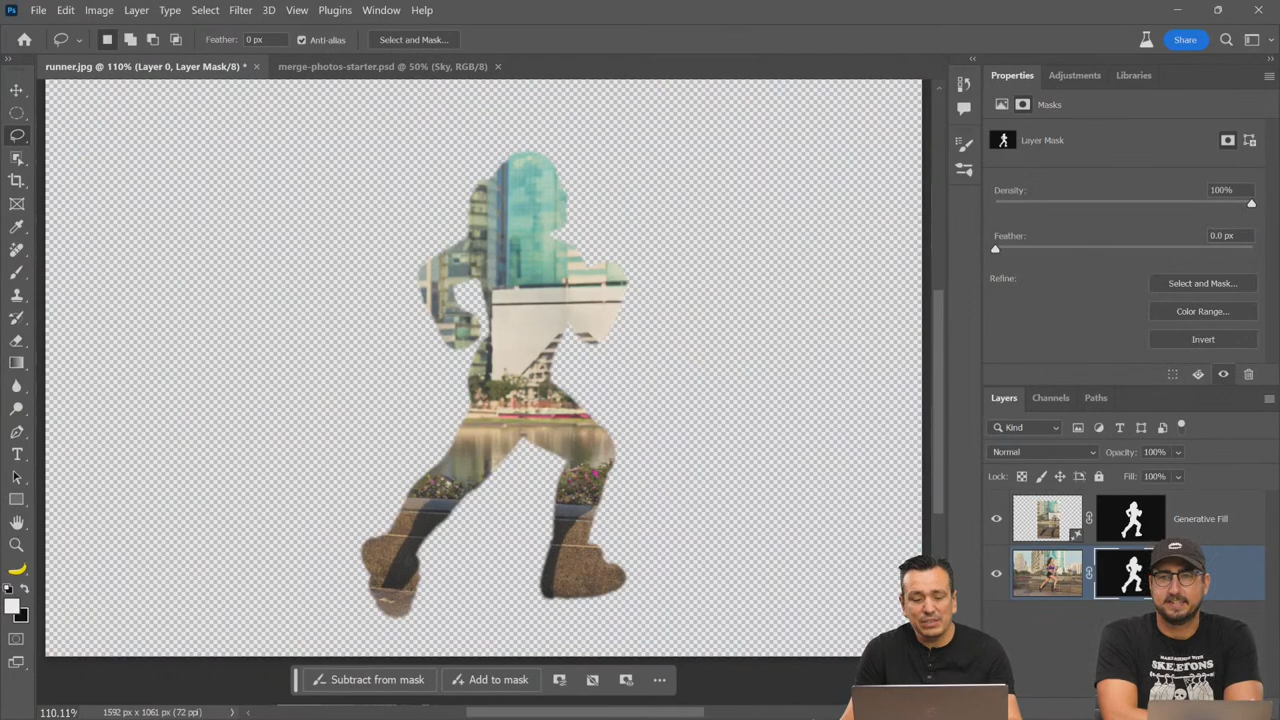 Ps File Edit Image Layer Type Select Filter 3D View Plugins Window Help
Feather: 0 px Anti-alias Select and Mask... Share
runner.jpg @ 110% (Layer 0, Layer Mask/8) * merge-photos-starter.psd @ 50% (Sky, RGB/8)
Properties Adjustments Libraries
Masks
Layer Mask
Density: 100%
Feather: 0.0 px
Refine: Select and Mask...
Color Range...
Invert
Layers Channels Paths
Kind
Normal Opacity: 100%
Lock: Fill: 100%
Generative Fill
Subtract from mask Add to mask
SKELETONS
110.11% 1592 px x 1061 px (72 ppi)